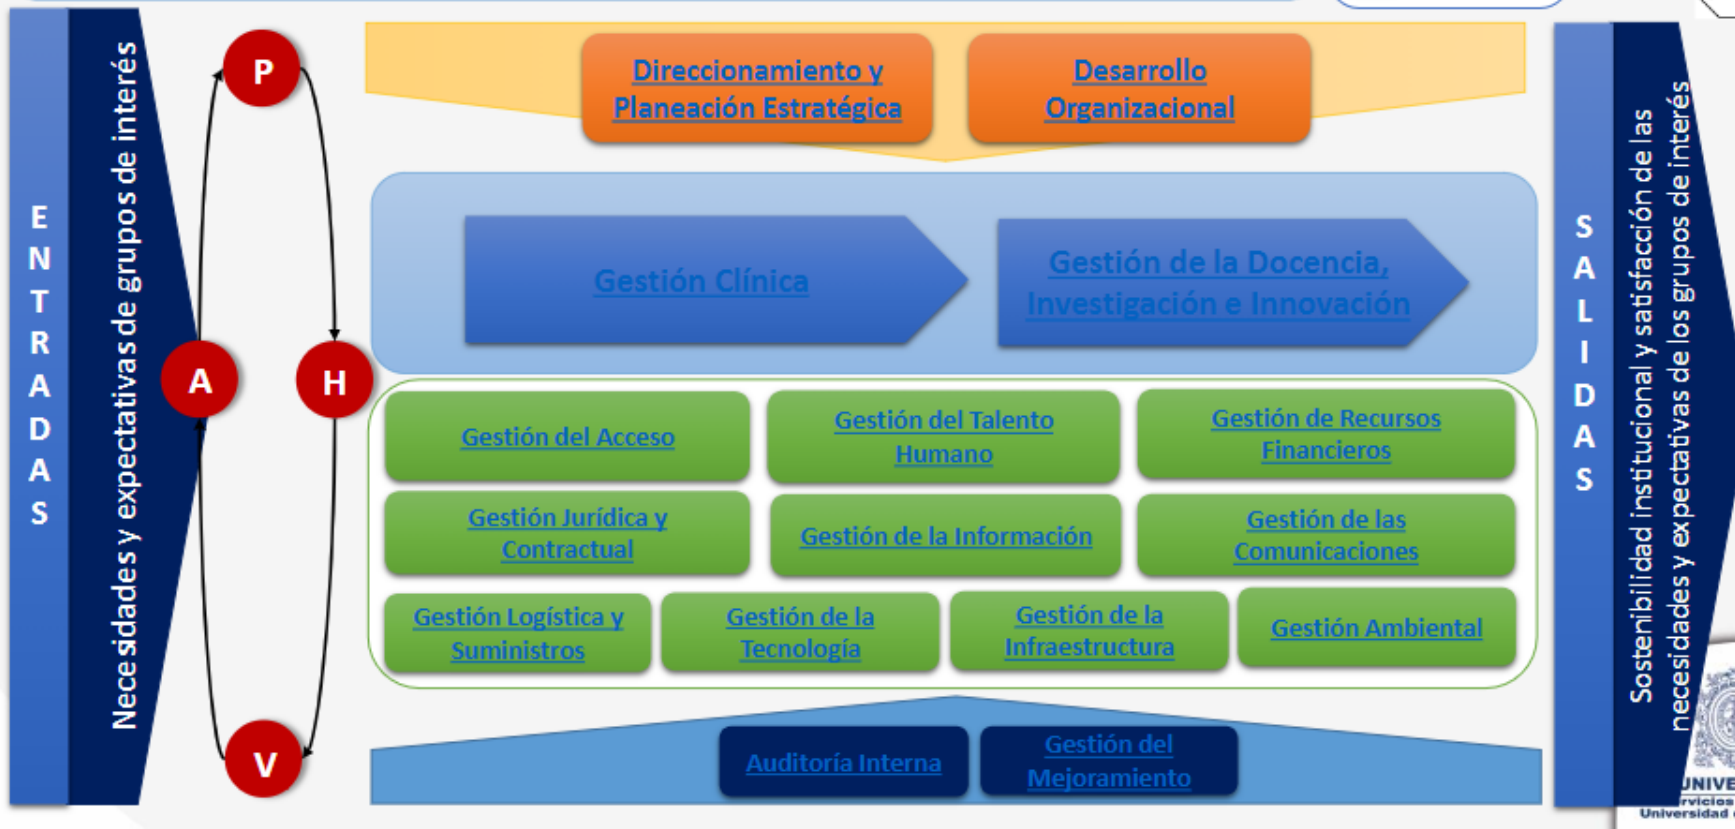 ENTRADAS
Necesidades y expectativas de grupos de interés
P
H
V
A
Direccionamiento y
Planeación Estratégica
Desarrollo
Organizacional
Gestión Clínica
Gestión de la Docencia,
Investigación e Innovación
Gestión del Acceso
Gestión del Talento
Humano
Gestión de Recursos
Financieros
Gestión Jurídica y
Contractual
Gestión de la Información
Gestión de las
Comunicaciones
Gestión Logística y
Suministros
Gestión de la
Tecnología
Gestión de la
Infraestructura
Gestión Ambiental
Auditoría Interna
Gestión del
Mejoramiento
SALIDAS
Sostenibilidad institucional y satisfacción de las
necesidades y expectativas de los grupos de interés
UNIVE
rvicios
Universidad